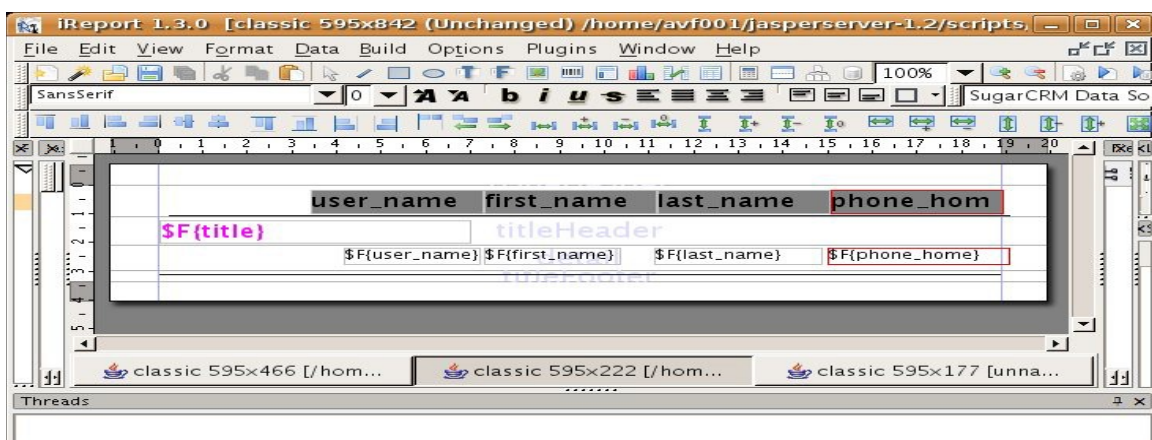 iReport 1.3.0 [classic 595x842 (Unchanged) /home/avf001/jasperserver-1.2/scripts,
File Edit View Format Data Build Options Plugins Window Help
100%
SansSerif 0 A A b i u s SugarCRM Data So
1 0 1 2 3 4 5 6 7 8 9 10 11 12 13 14 15 16 17 18 19 20
user_name first_name last_name phone_hom
$F{title} titleHeader
$F{user_name} $F{first_name} $F{last_name} $F{phone_home}
titleFooter
classic 595x466 [/hom... classic 595x222 [/hom... classic 595x177 [unna...
Threads